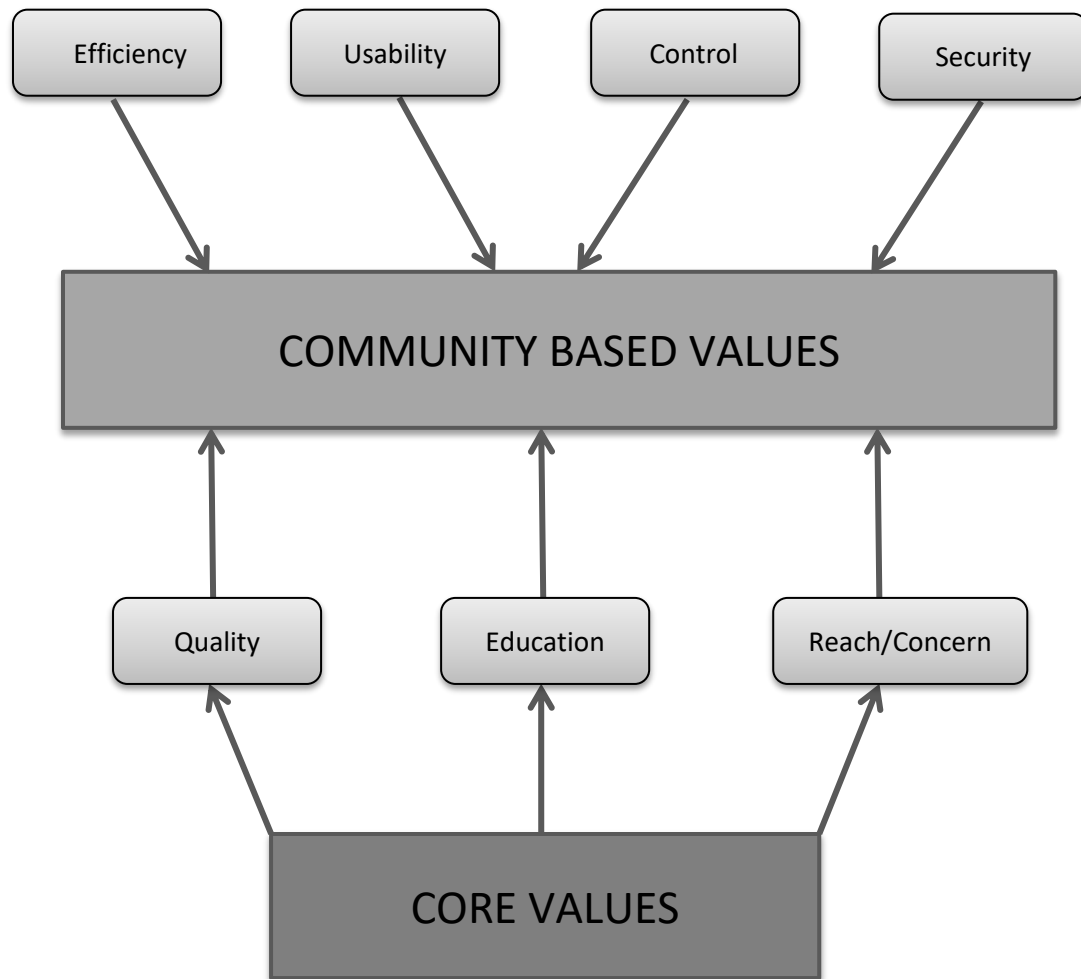 Efficiency
Usability
Control
Security
COMMUNITY BASED VALUES
Quality
Education
Reach/Concern
CORE VALUES